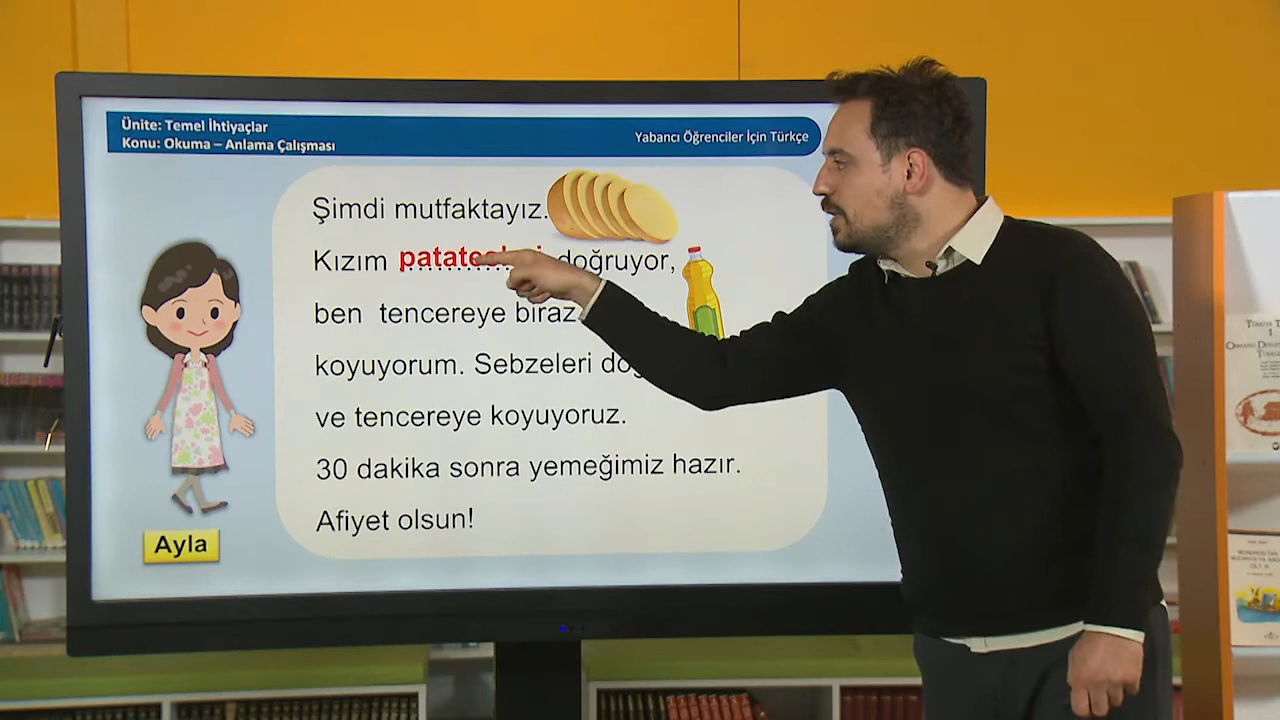 Ünite: Temel İhtiyaçlar
Konu: Okuma – Anlama Çalışması
Yabancı Öğrenciler İçin Türkçe
Şimdi mutfaktayız.
Kızım patatesleri doğruyor,
ben tencereye biraz
koyuyorum. Sebzeleri
ve tencereye koyuyoruz.
30 dakika sonra yemeğimiz hazır.
Afiyet olsun!
Ayla